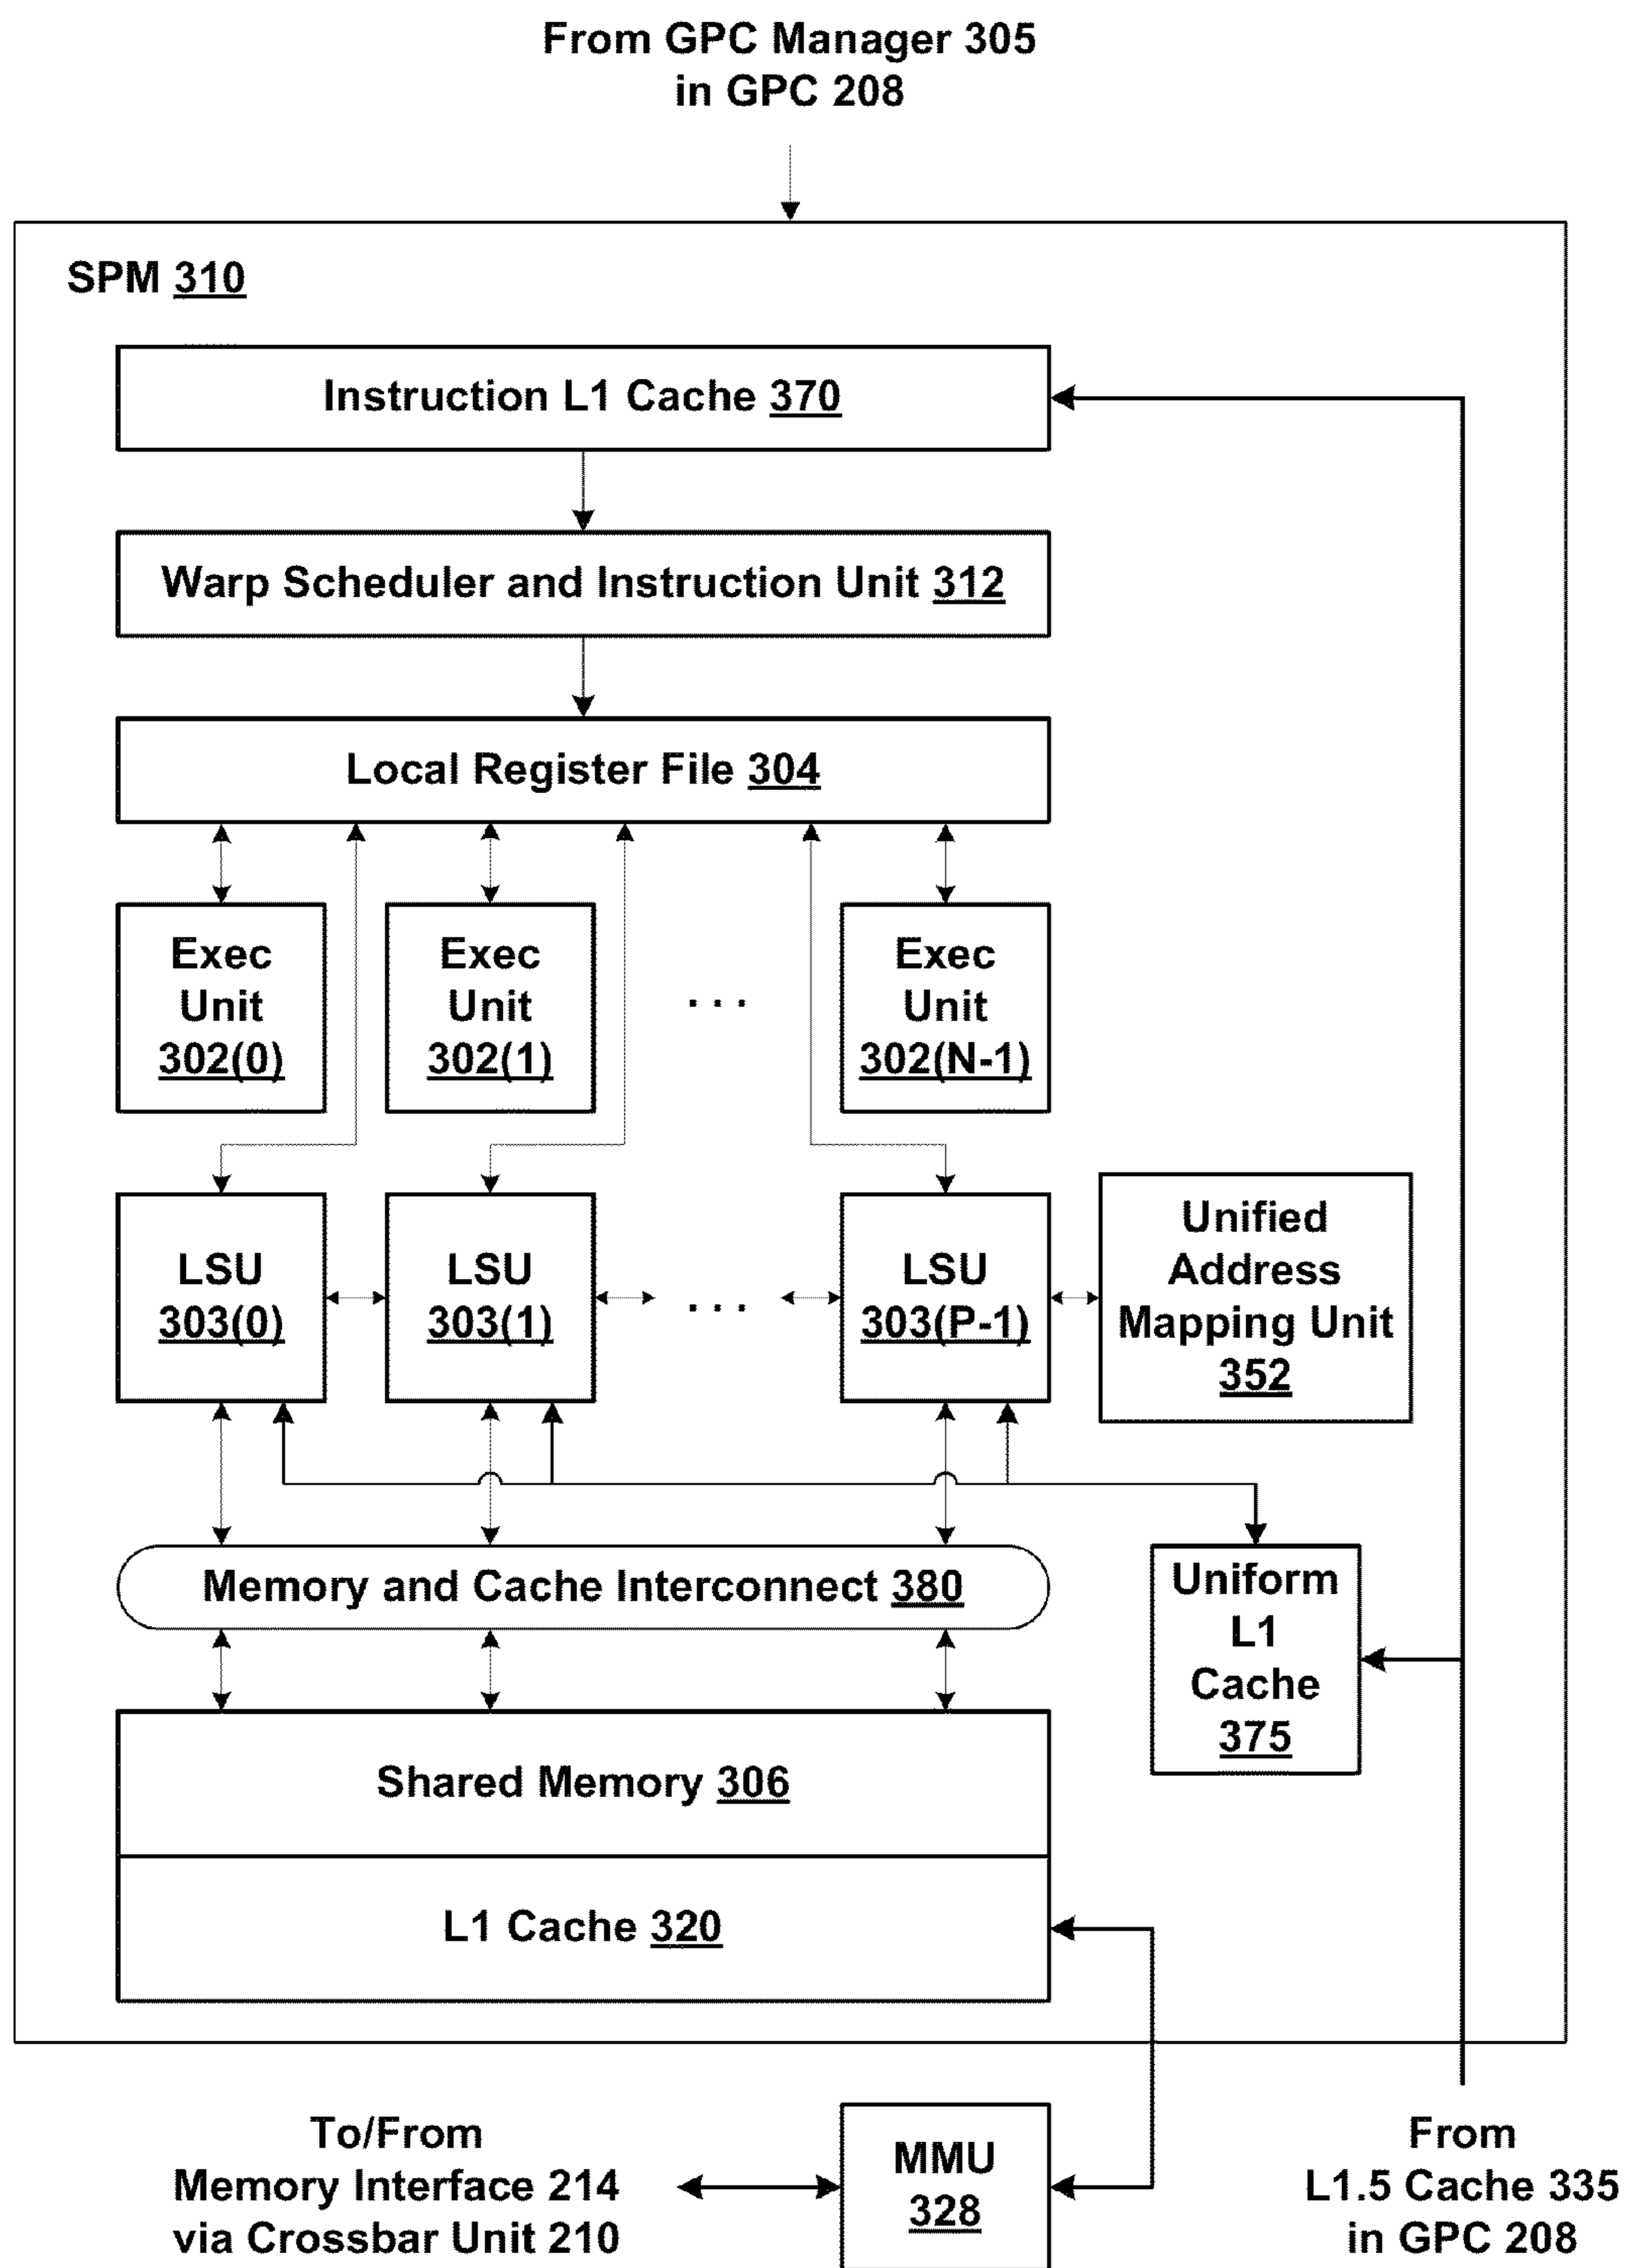 From GPC Manager 305
in GPC 208
SPM 310
Instruction L1 Cache 370
Warp Scheduler and Instruction Unit 312
Local Register File 304
Exec
Unit
302(0)
Exec
Unit
302(1)
. . .
Exec
Unit
302(N-1)
LSU
303(0)
LSU
303(1)
. . .
LSU
303(P-1)
Unified
Address
Mapping Unit
352
Memory and Cache Interconnect 380
Uniform
L1
Cache
375
Shared Memory 306
L1 Cache 320
To/From
Memory Interface 214
via Crossbar Unit 210
MMU
328
From
L1.5 Cache 335
in GPC 208